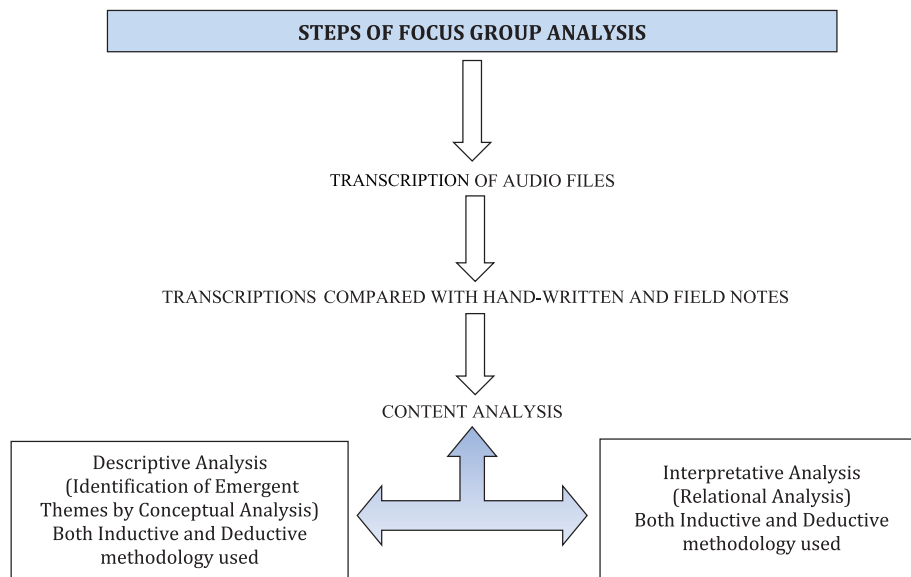 STEPS OF FOCUS GROUP ANALYSIS
TRANSCRIPTION OF AUDIO FILES
TRANSCRIPTIONS COMPARED WITH HAND-WRITTEN AND FIELD NOTES
CONTENT ANALYSIS
Descriptive Analysis
(Identification of Emergent
Themes by Conceptual Analysis)
Both Inductive and Deductive
methodology used
Interpretative Analysis
(Relational Analysis)
Both Inductive and Deductive
methodology used